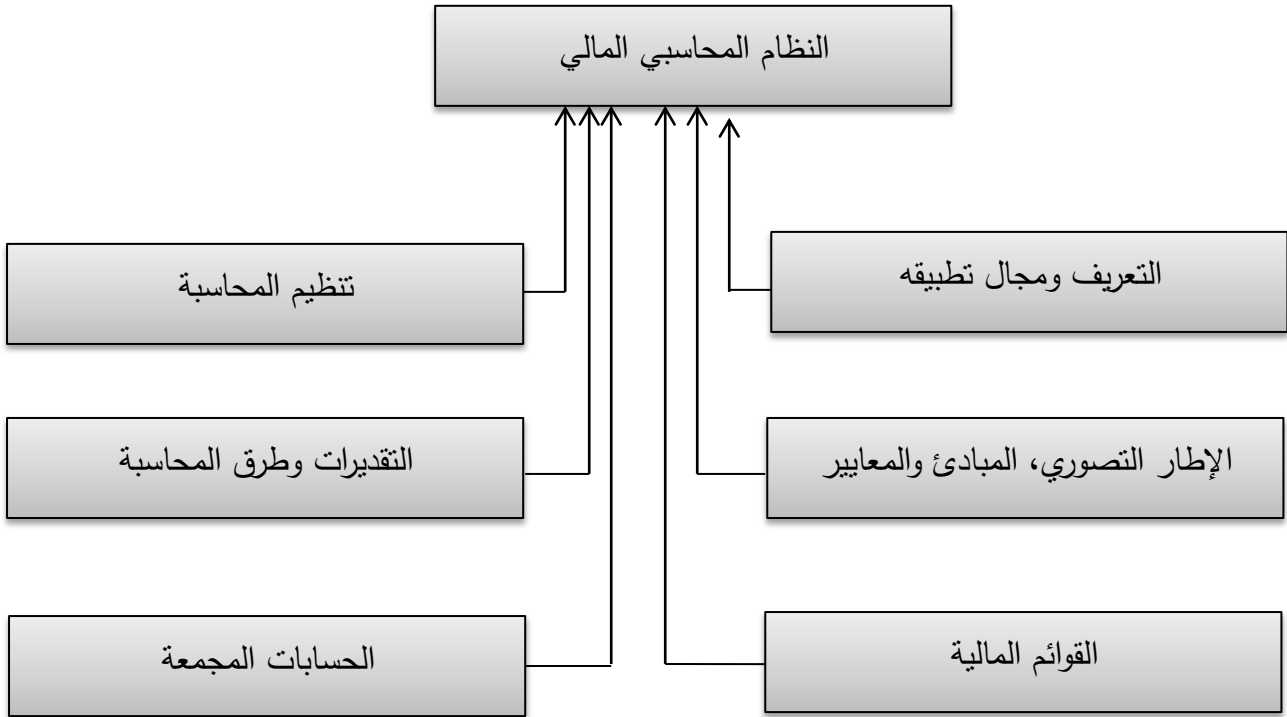 النظام المحاسبي المالي
التعريف ومجال تطبيقه
تنظيم المحاسبة
الإطار التصوري، المبادئ والمعايير
التقديرات وطرق المحاسبة
القوائم المالية
الحسابات المجمعة